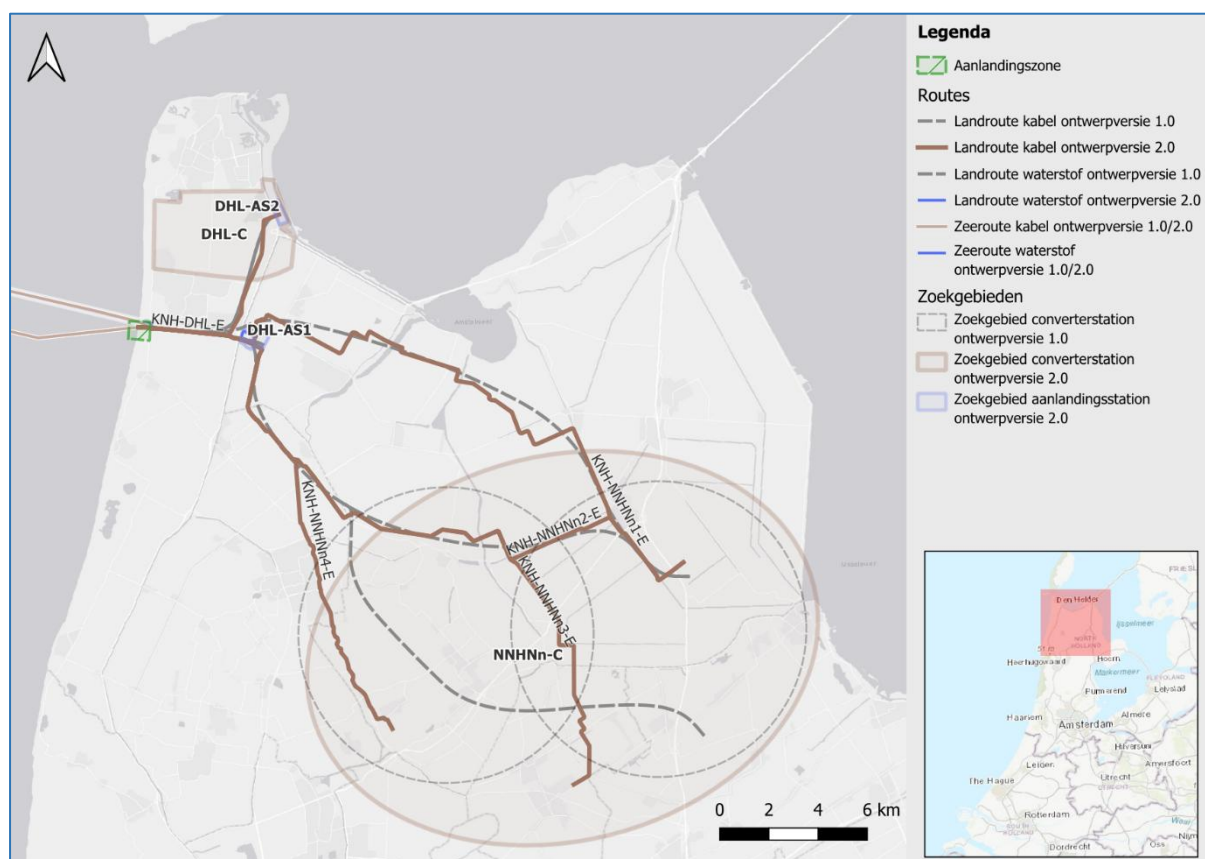 DHL-AS2
DHL-C
KNH-DHL-E
DHL-AS1
KNH-NNHNn1-E
KNH-NNHNn2-E
KNH-NNHNn4-E
KNH-NNHNn3-E
NNHNn-C
0 2 4 6 km
Legenda
Aanlandingszone
Routes
Landroute kabel ontwerpversie 1.0
Landroute kabel ontwerpversie 2.0
Landroute waterstof ontwerpversie 1.0
Landroute waterstof ontwerpversie 2.0
Zeeroute kabel ontwerpversie 1.0/2.0
Zeeroute waterstof
ontwerpversie 1.0/2.0
Zoekgebieden
Zoekgebied converterstation
ontwerpversie 1.0
Zoekgebied converterstation
ontwerpversie 2.0
Zoekgebied aanlandingsstation
ontwerpversie 2.0
Den Helder
NORTH
HOLLAND
Heerhugowaard
Hoorn
Markermeer
Purmerend
Lelystad
Haarlem
Amsterdam
Almere
Hilversum
Leiden
Amersfoort
Utrecht
The Hague
Rotterdam
Dordrecht
Oss